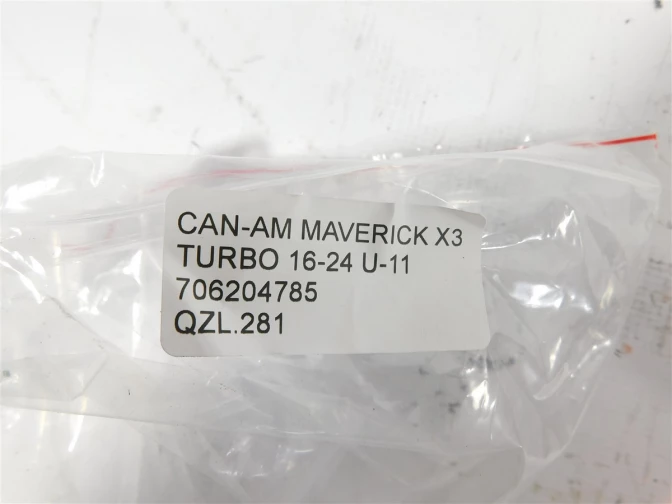 CAN-AM MAVERICK X3
TURBO 16-24 U-11
706204785
QZL.281